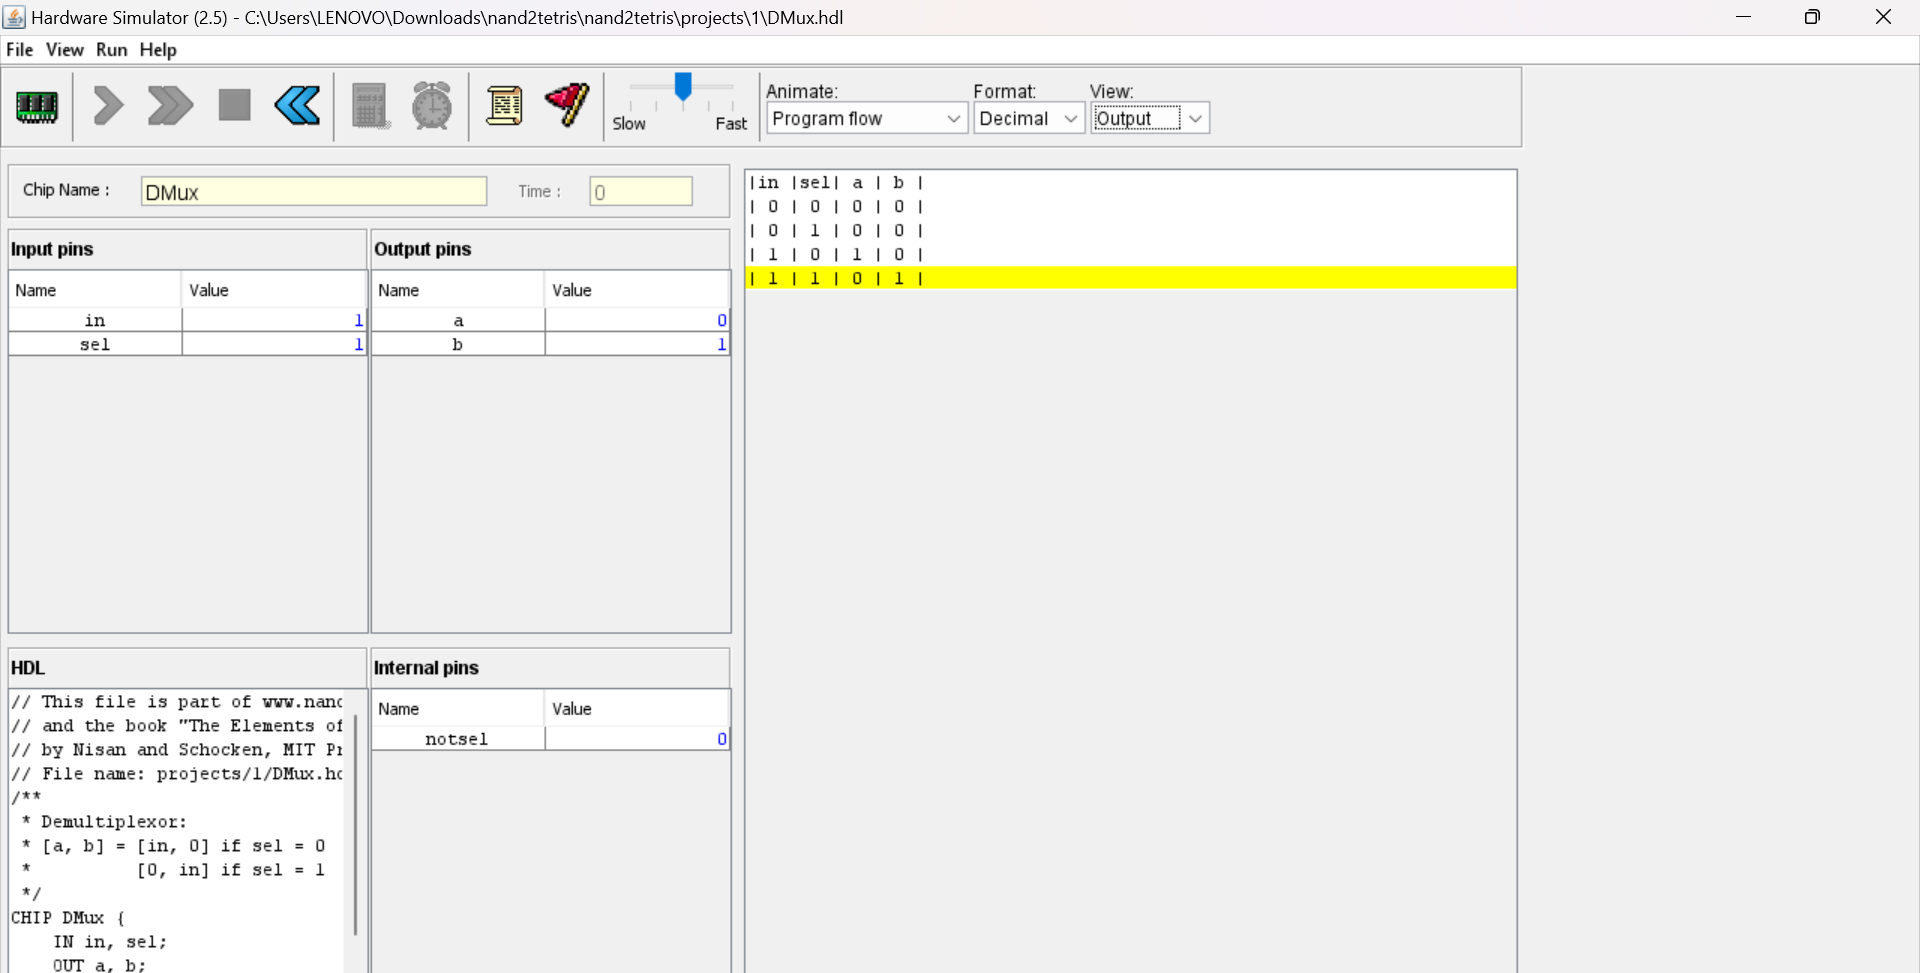 Hardware Simulator (2.5) - C:\Users\LENOVO\Downloads\nand2tetris\nand2tetris\projects\1\DMux.hdl
File View Run Help
Slow Fast
Animate: Format: View:
Program flow Decimal Output
Chip Name : DMux Time : 0
Input pins
Name Value
in 1
sel 1
Output pins
Name Value
a 0
b 1
|in |sel| a | b |
| 0 | 0 | 0 | 0 |
| 0 | 1 | 0 | 0 |
| 1 | 0 | 1 | 0 |
| 1 | 1 | 0 | 1 |
HDL
// This file is part of www.nand
// and the book "The Elements of
// by Nisan and Schocken, MIT Pr
// File name: projects/1/DMux.hd
/**
* Demultiplexor:
* [a, b] = [in, 0] if sel = 0
* [0, in] if sel = 1
*/
CHIP DMux {
IN in, sel;
OUT a, b;
Internal pins
Name Value
notsel 0